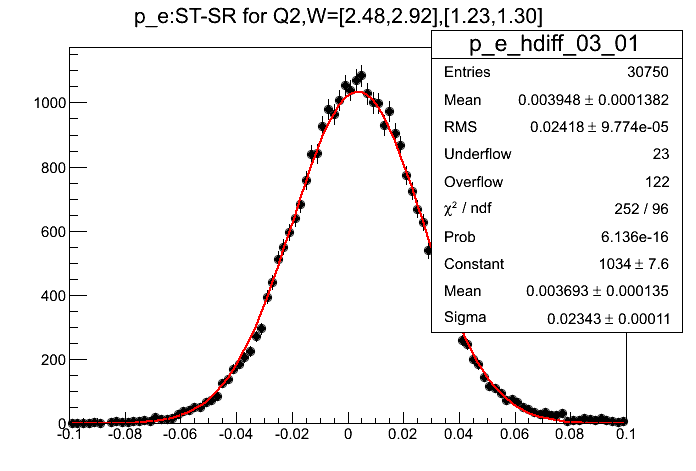 p_e:ST-SR for Q2,W=[2.48,2.92],[1.23,1.30]
p_e_hdiff_03_01
Entries 30750
Mean 0.003948 ± 0.0001382
RMS 0.02418 ± 9.774e-05
Underflow 23
Overflow 122
χ² / ndf 252 / 96
Prob 6.136e-16
Constant 1034 ± 7.6
Mean 0.003693 ± 0.000135
Sigma 0.02343 ± 0.00011
1000
800
600
400
200
0
-0.1 -0.08 -0.06 -0.04 -0.02 0 0.02 0.04 0.06 0.08 0.1